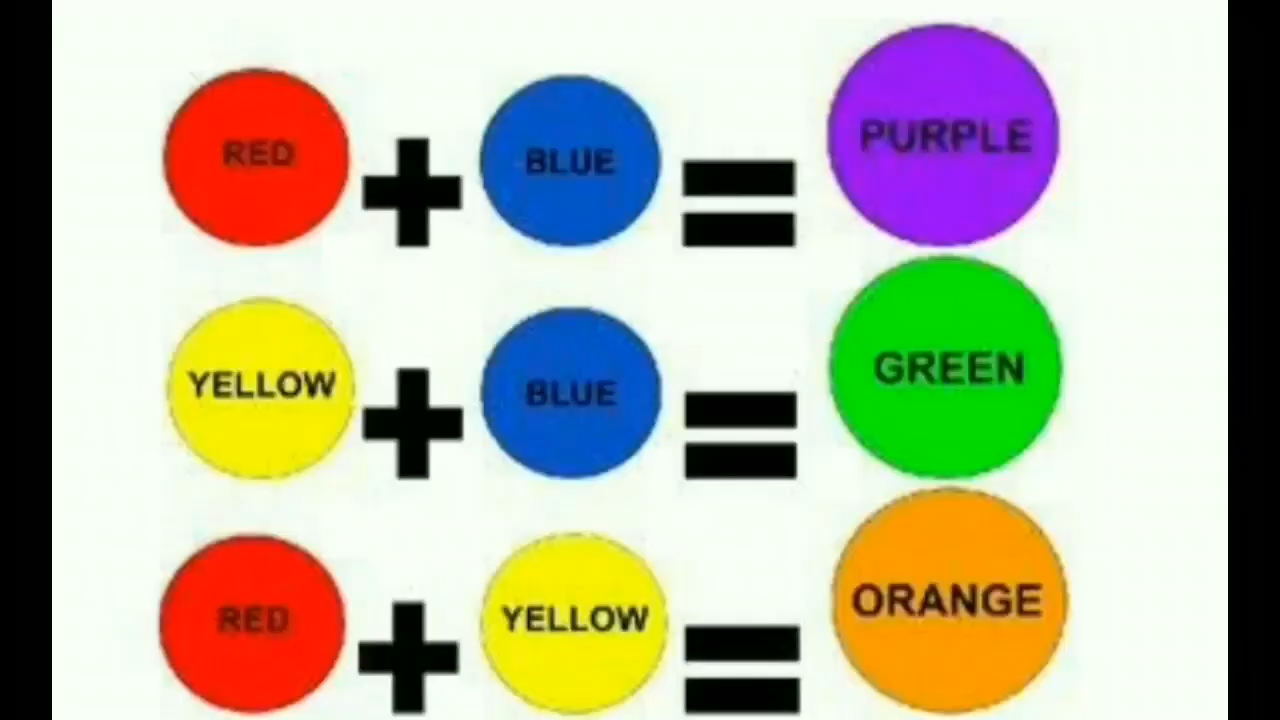 RED + BLUE = PURPLE
YELLOW + BLUE = GREEN
RED + YELLOW = ORANGE